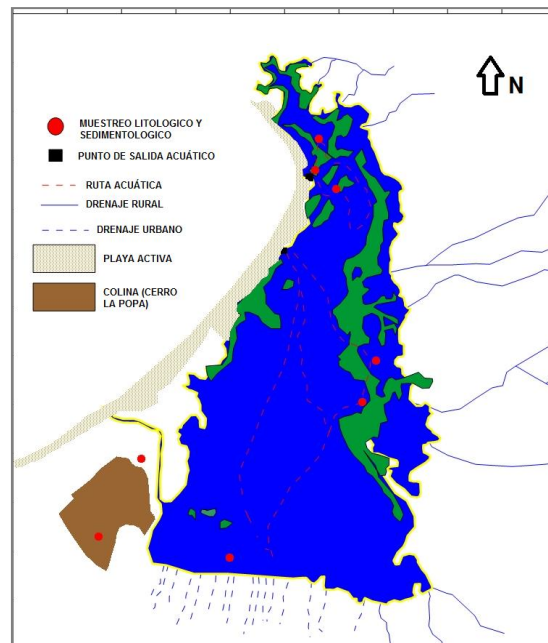 N
MUESTREO LITOLOGICO Y
SEDIMENTOLOGICO
PUNTO DE SALIDA ACUÁTICO
RUTA ACUÁTICA
DRENAJE RURAL
DRENAJE URBANO
PLAYA ACTIVA
COLINA (CERRO
LA POPA)